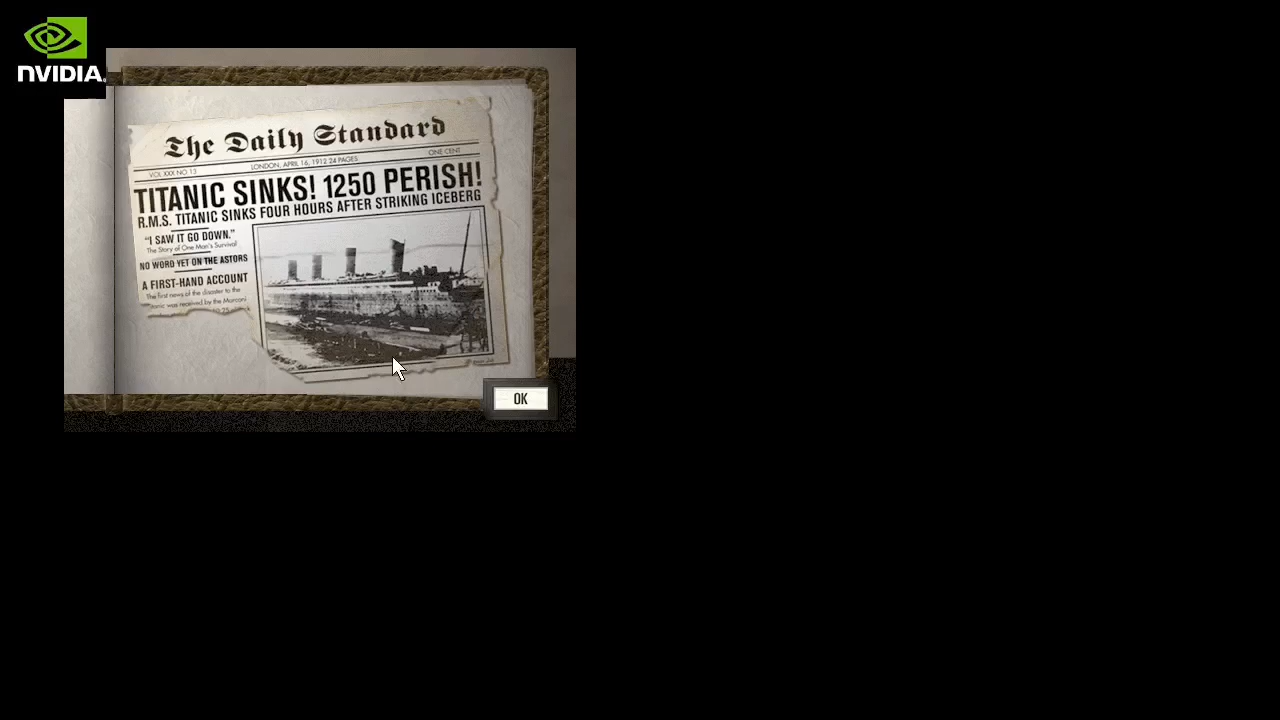 NVIDIA.
The Daily Standard
VOL XXX NO 13 LONDON, APRIL 16, 1912 24 PAGES ONE CENT
TITANIC SINKS! 1250 PERISH!
R.M.S. TITANIC SINKS FOUR HOURS AFTER STRIKING ICEBERG
"I SAW IT GO DOWN."
The Story of One Man's Survival
NO WORD YET ON THE ASTORS
A FIRST-HAND ACCOUNT
The first news of the disaster to the
was received by the Marconi
OK